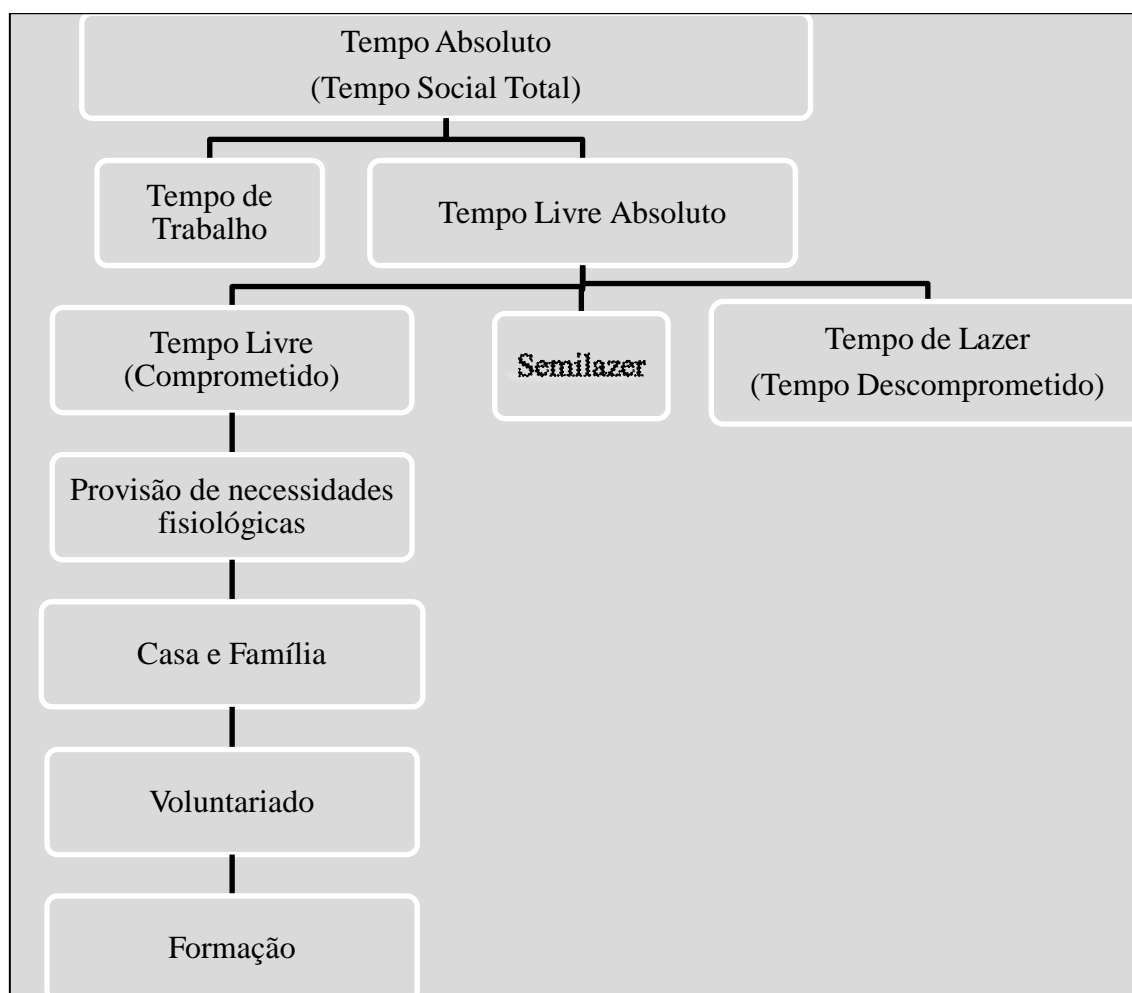 Tempo Absoluto
(Tempo Social Total)
Tempo de
Trabalho
Tempo Livre Absoluto
Tempo Livre
(Comprometido)
Semilazer
Tempo de Lazer
(Tempo Descomprometido)
Provisão de necessidades
fisiológicas
Casa e Família
Voluntariado
Formação